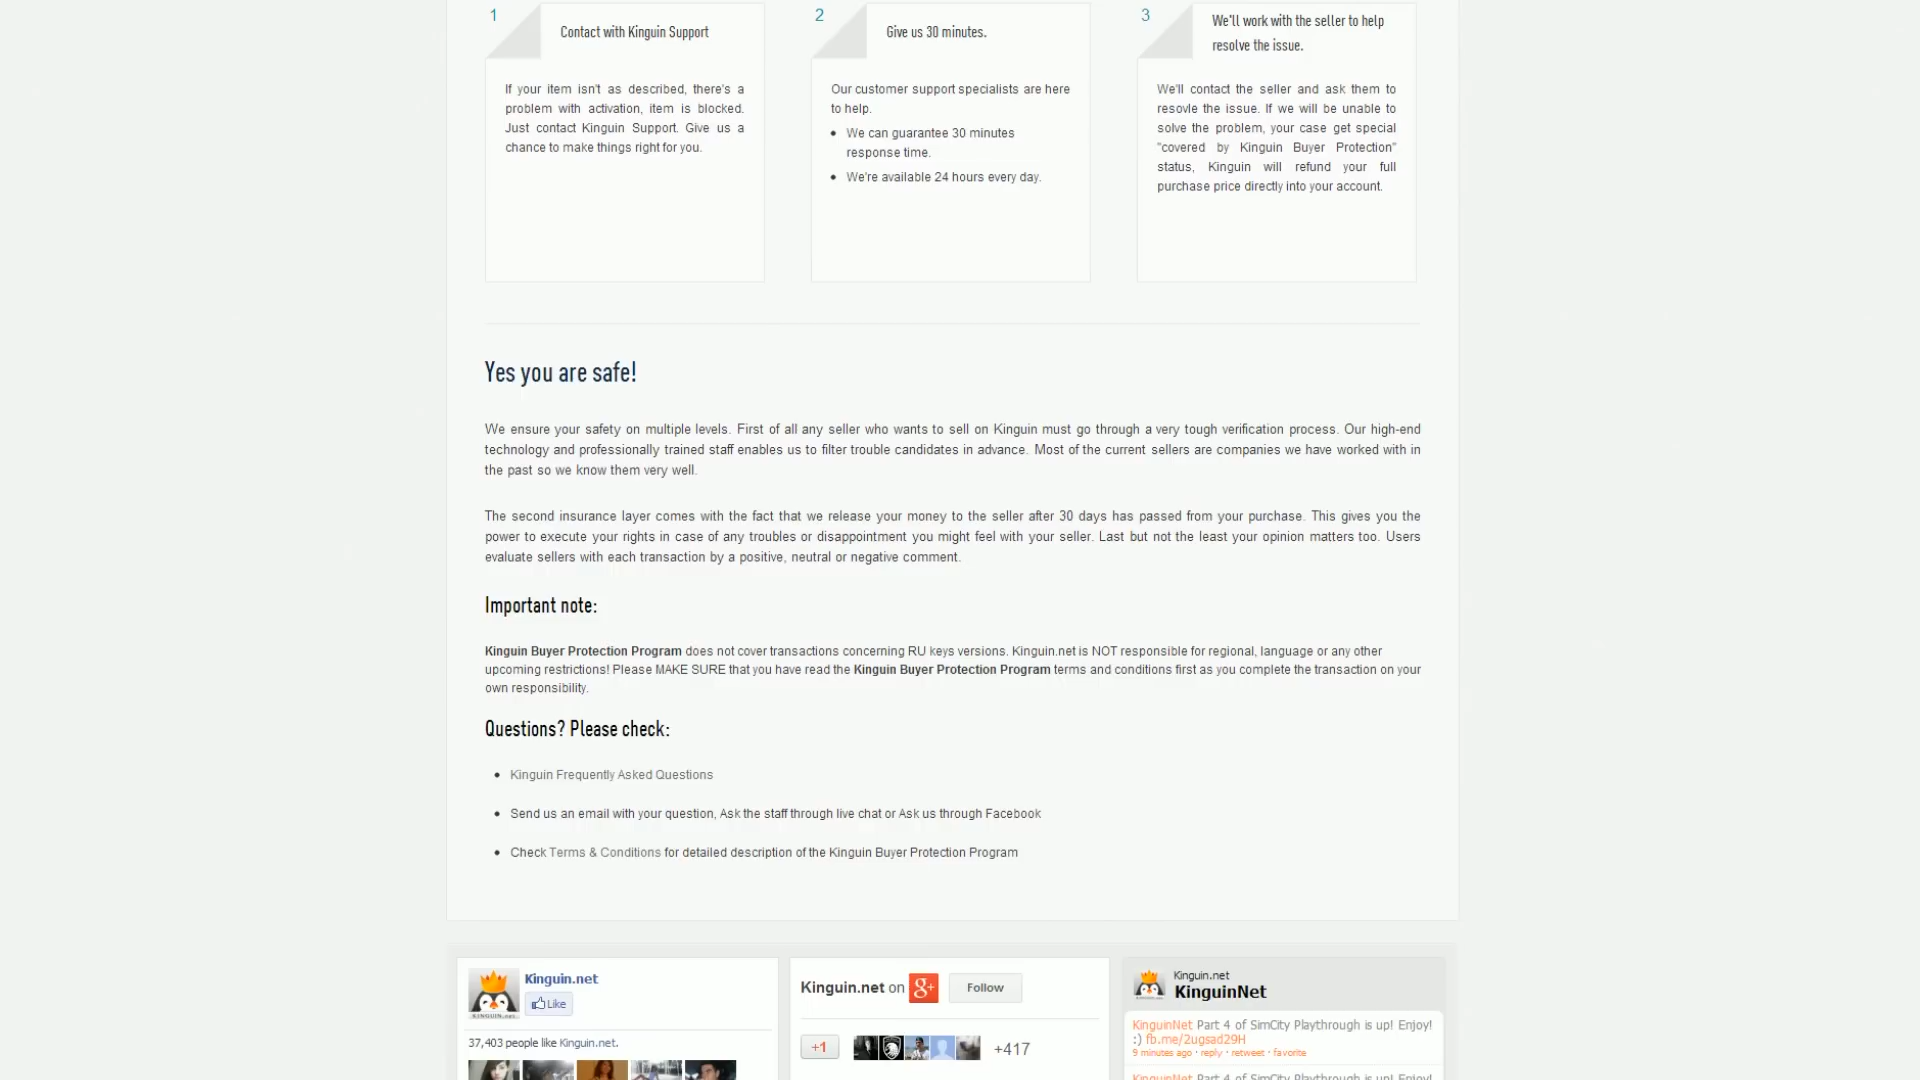 1
Contact with Kinguin Support
If your item isn't as described, there's a
problem with activation, item is blocked.
Just contact Kinguin Support. Give us a
chance to make things right for you.
2
Give us 30 minutes.
Our customer support specialists are here
to help.
• We can guarantee 30 minutes
response time.
• We're available 24 hours every day.
3
We'll work with the seller to help
resolve the issue.
We'll contact the seller and ask them to
resovle the issue. If we will be unable to
solve the problem, your case get special
"covered by Kinguin Buyer Protection"
status, Kinguin will refund your full
purchase price directly into your account.
Yes you are safe!
We ensure your safety on multiple levels. First of all any seller who wants to sell on Kinguin must go through a very tough verification process. Our high-end
technology and professionally trained staff enables us to filter trouble candidates in advance. Most of the current sellers are companies we have worked with in
the past so we know them very well.
The second insurance layer comes with the fact that we release your money to the seller after 30 days has passed from your purchase. This gives you the
power to execute your rights in case of any troubles or disappointment you might feel with your seller. Last but not the least your opinion matters too. Users
evaluate sellers with each transaction by a positive, neutral or negative comment.
Important note:
Kinguin Buyer Protection Program does not cover transactions concerning RU keys versions. Kinguin.net is NOT responsible for regional, language or any other
upcoming restrictions! Please MAKE SURE that you have read the Kinguin Buyer Protection Program terms and conditions first as you complete the transaction on your
own responsibility.
Questions? Please check:
• Kinguin Frequently Asked Questions
• Send us an email with your question, Ask the staff through live chat or Ask us through Facebook
• Check Terms & Conditions for detailed description of the Kinguin Buyer Protection Program
KINGUIN.net
Kinguin.net
Like
37,403 people like Kinguin.net.
Kinguin.net on g+
Follow
+1
+417
Kinguin.net
KinguinNet
KinguinNet Part 4 of SimCity Playthrough is up! Enjoy!
:) fb.me/2ugsad29H
9 minutes ago · reply · retweet · favorite
KinguinNet Part 4 of SimCity Playthrough is up! Enjoy!